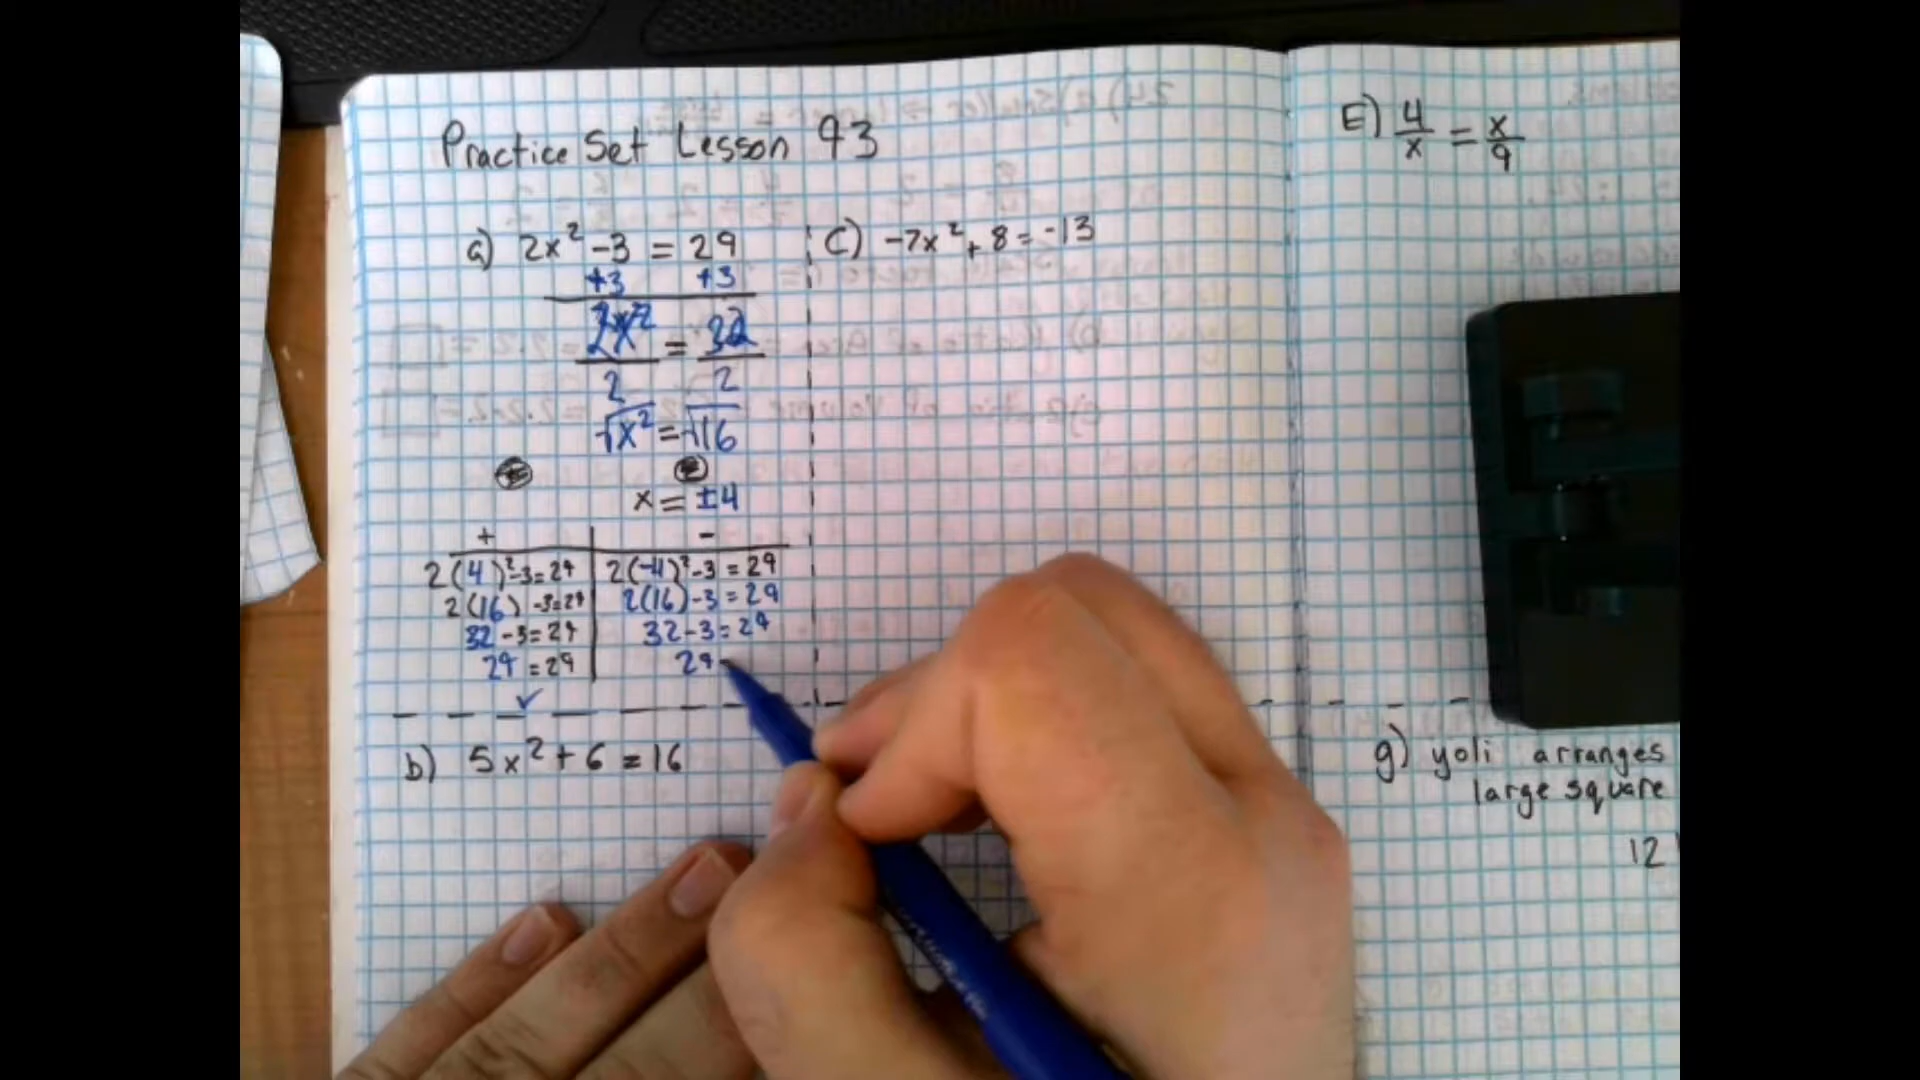 Practice Set Lesson 93
a) 2x² -3 = 29
+3 +3
2x² = 32
2 2
√x² = √16
x = ±4
+ -
2(4)²-3=29 2(-4)²-3=29
2(16) -3=29 2(16)-3=29
32-3=29 32-3=29
29=29 29
✓
b) 5x²+6=16
C) -7x²+8=-13
E) 4/x = x/9
g) yoli arranges
large square
12